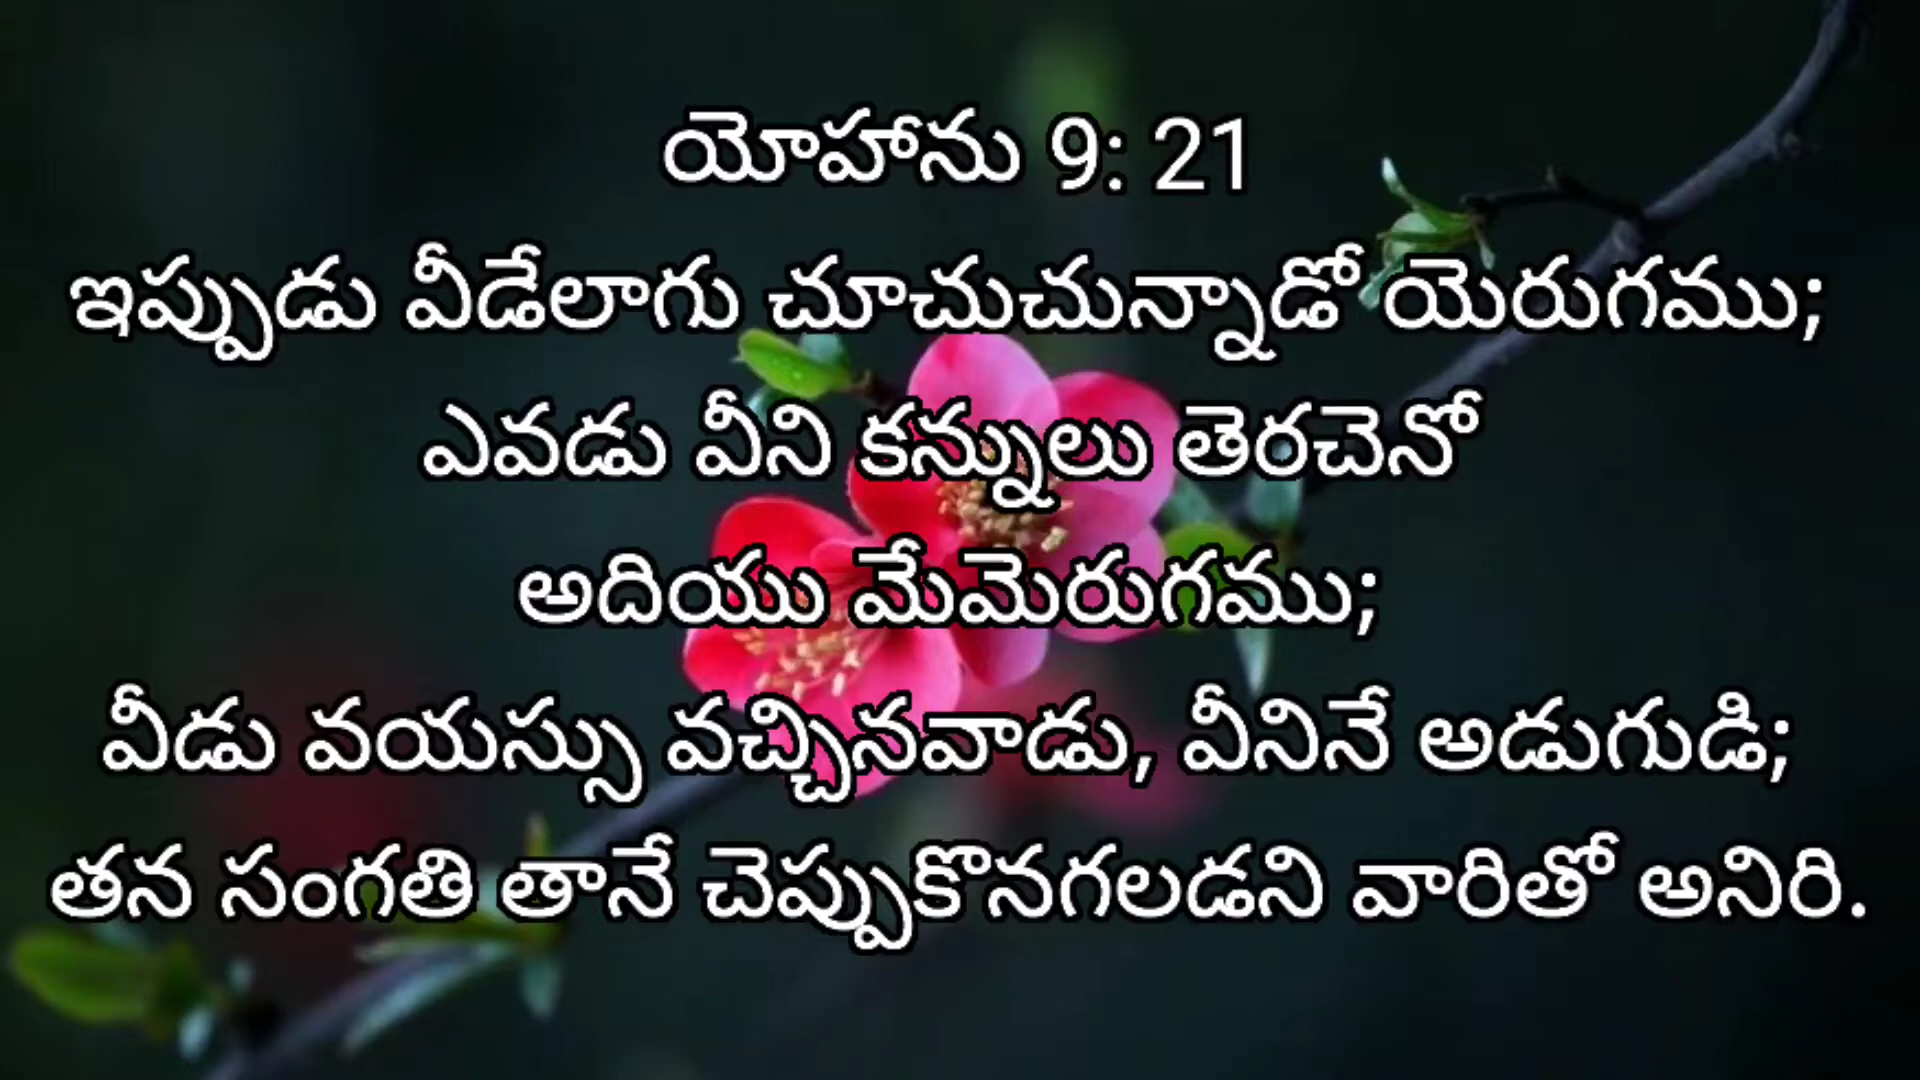 యోహాను 9: 21
ఇప్పుడు వీడేలాగు చూచుచున్నాడో యెరుగము;
ఎవడు వీని కన్నులు తెరచెనో
అదియు మేమెరుగము;
వీడు వయస్సు వచ్చినవాడు, వీనినే అడుగుడి;
తన సంగతి తానే చెప్పుకొనగలడని వారితో అనిరి.